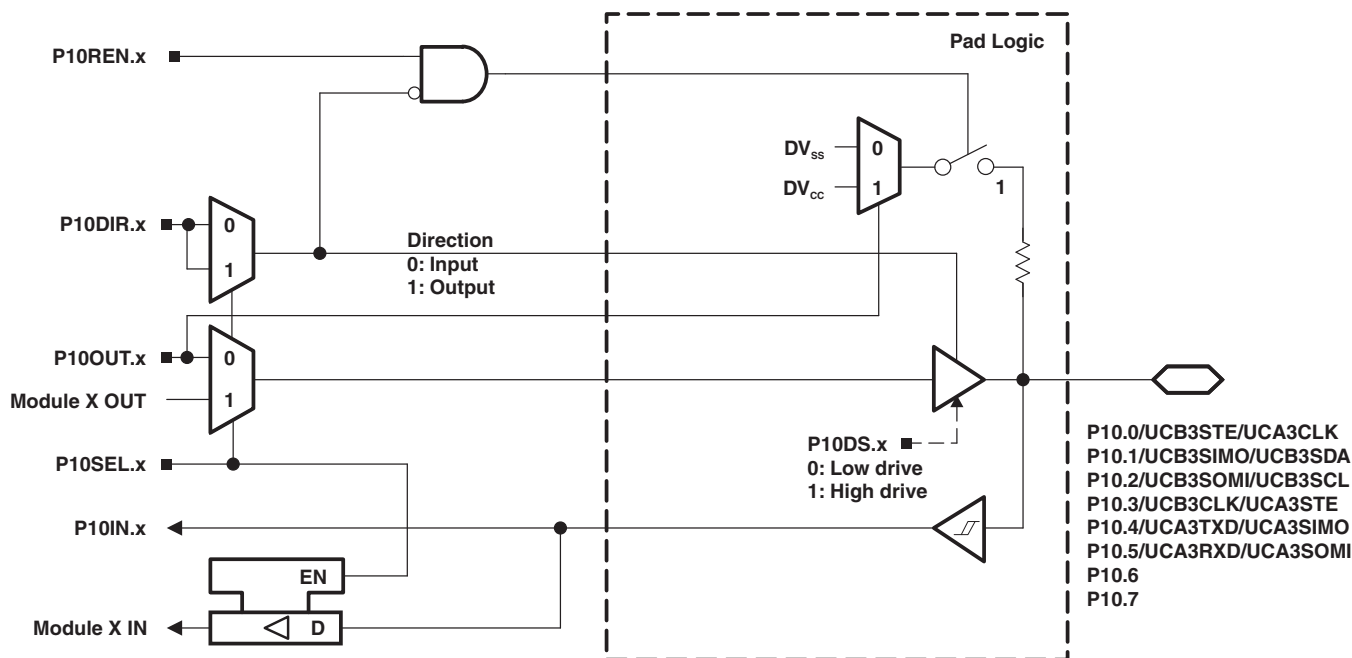 Pad Logic
P10REN.x
DVss
0
DVcc
1
1
P10DIR.x
0
1
Direction
0: Input
1: Output
P10OUT.x
0
Module X OUT
1
P10DS.x
0: Low drive
1: High drive
P10SEL.x
P10IN.x
EN
Module X IN
D
P10.0/UCB3STE/UCA3CLK
P10.1/UCB3SIMO/UCB3SDA
P10.2/UCB3SOMI/UCB3SCL
P10.3/UCB3CLK/UCA3STE
P10.4/UCA3TXD/UCA3SIMO
P10.5/UCA3RXD/UCA3SOMI
P10.6
P10.7